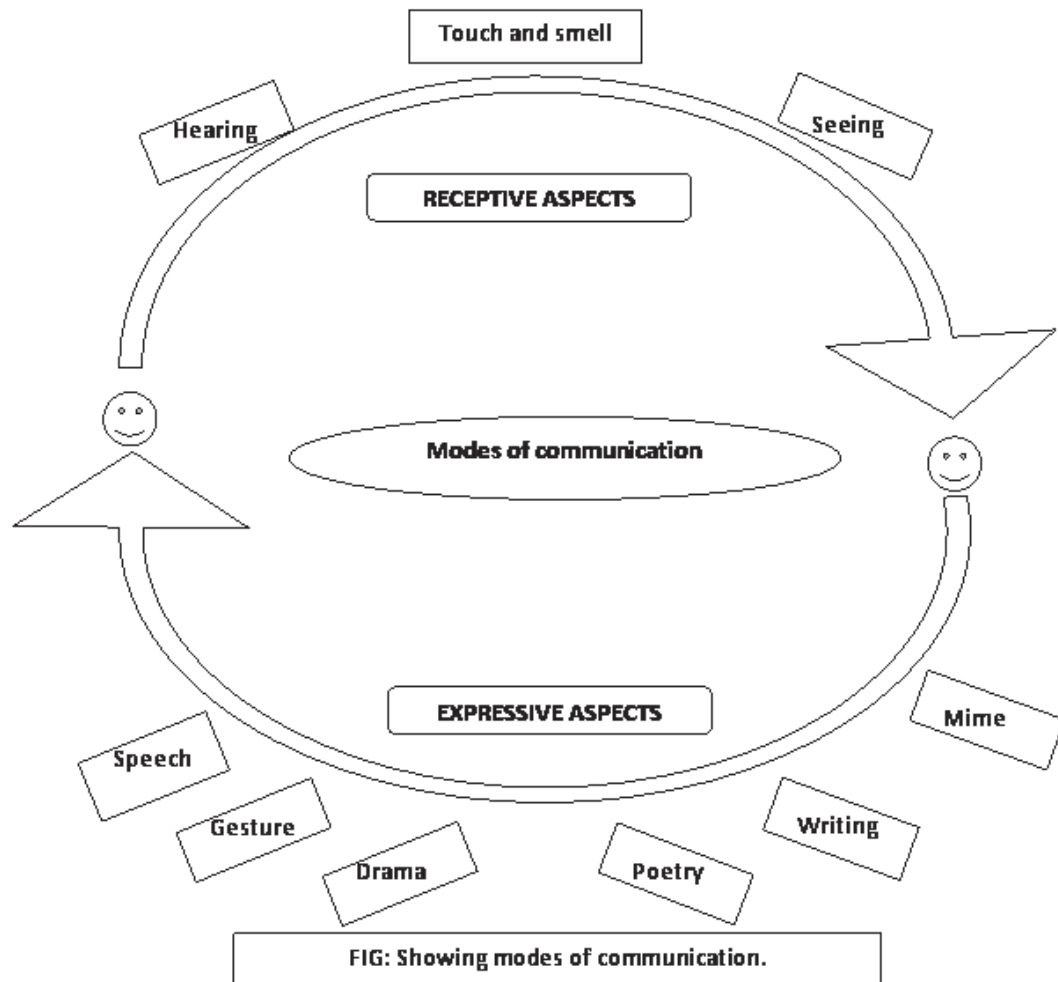 Touch and smell
Hearing
Seeing
RECEPTIVE ASPECTS
Modes of communication
EXPRESSIVE ASPECTS
Mime
Speech
Writing
Gesture
Drama
Poetry
FIG: Showing modes of communication.